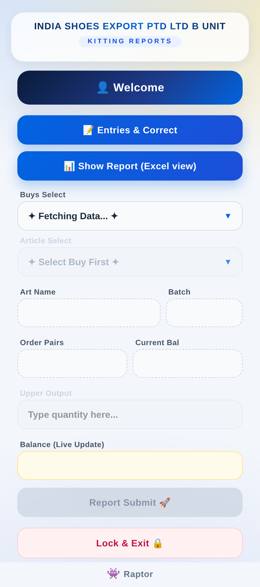 INDIA SHOES EXPORT PTD LTD B UNIT
KITTING REPORTS
👤 Welcome
📝 Entries & Correct
📊 Show Report (Excel view)
Buys Select
✦ Fetching Data... ✦ ▼
Article Select
✦ Select Buy First ✦ ▼
Art Name Batch
Order Pairs Current Bal
Upper Output
Type quantity here...
Balance (Live Update)
Report Submit 🚀
Lock & Exit 🔒
👾 Raptor